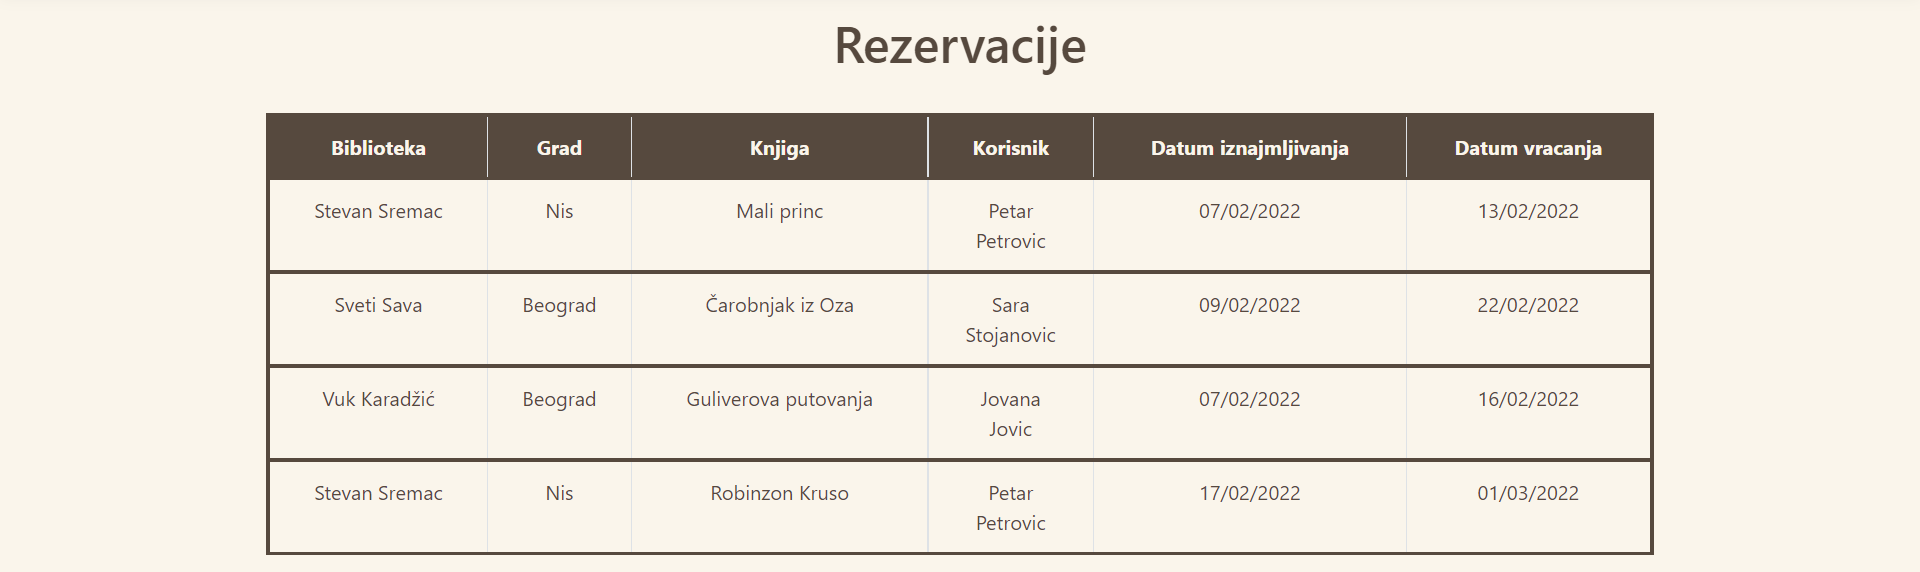 Rezervacije
Biblioteka Grad Knjiga Korisnik Datum iznajmljivanja Datum vracanja
Stevan Sremac Nis Mali princ Petar Petrovic 07/02/2022 13/02/2022
Sveti Sava Beograd Čarobnjak iz Oza Sara Stojanovic 09/02/2022 22/02/2022
Vuk Karadžić Beograd Guliverova putovanja Jovana Jovic 07/02/2022 16/02/2022
Stevan Sremac Nis Robinzon Kruso Petar Petrovic 17/02/2022 01/03/2022